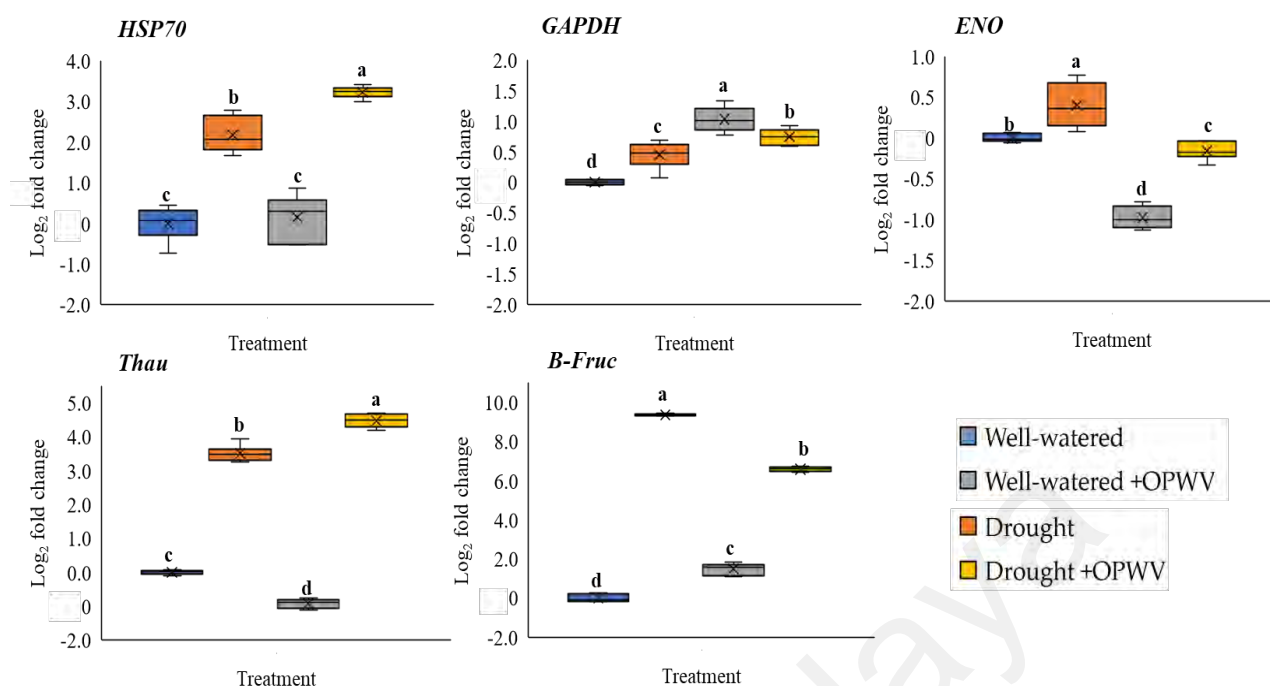 HSP70
4.0
3.0
2.0
1.0
0.0
-1.0
-2.0
Log₂ fold change
c
b
c
a
Treatment
GAPDH
2.0
1.5
1.0
0.5
0
-0.5
-1.0
-1.5
-2.0
Log₂ fold change
d
c
a
b
Treatment
ENO
1.0
0.5
0
-0.5
-1.0
-1.5
-2.0
Log₂ fold change
b
a
d
c
Treatment
Thau
5.0
4.0
3.0
2.0
1.0
0.0
0
-2.0
Log₂ fold change
c
b
d
a
Treatment
B-Fruc
10.0
8.0
6.0
4.0
2.0
0
-2.0
Log₂ fold change
d
a
c
b
Treatment
Well-watered
Well-watered +OPWV
Drought
Drought +OPWV
laya